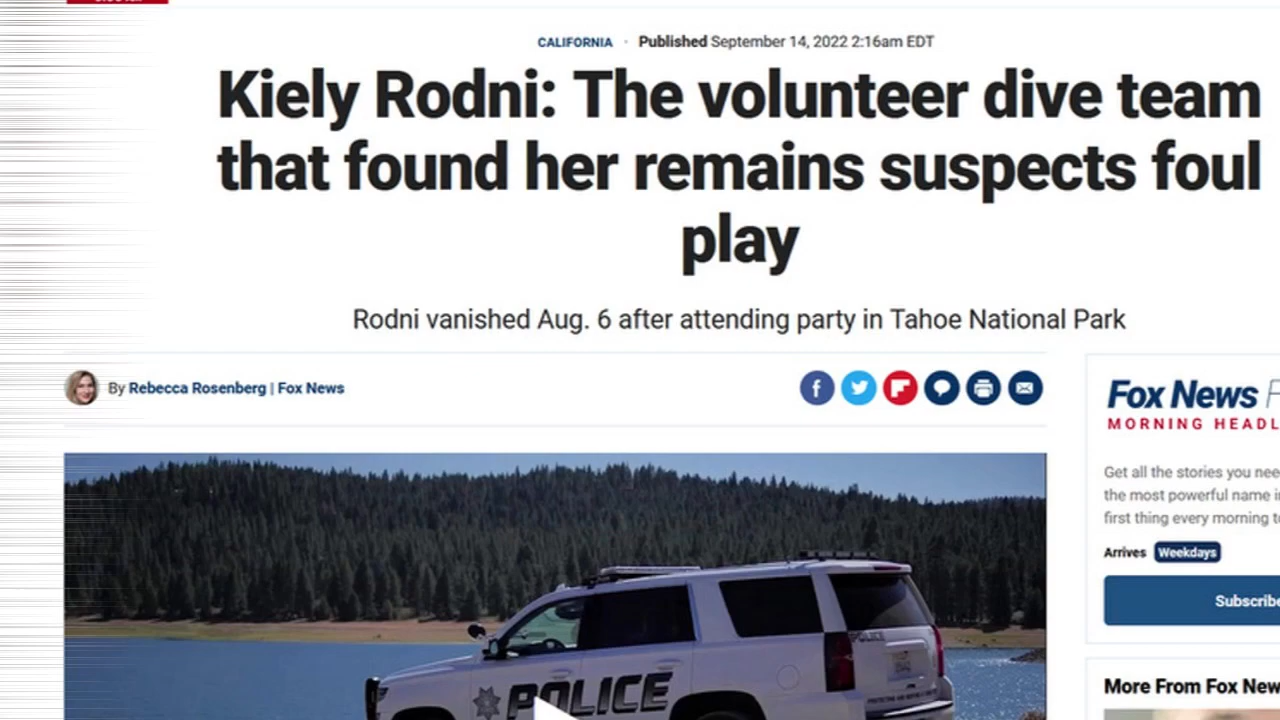 CALIFORNIA · Published September 14, 2022 2:16am EDT
Kiely Rodni: The volunteer dive team
that found her remains suspects foul
play
Rodni vanished Aug. 6 after attending party in Tahoe National Park
By Rebecca Rosenberg | Fox News
Fox News
MORNING HEADL
Get all the stories you nee
the most powerful name i
first thing every morning t
Arrives Weekdays
Subscribe
More From Fox New
POLICE
POLICE